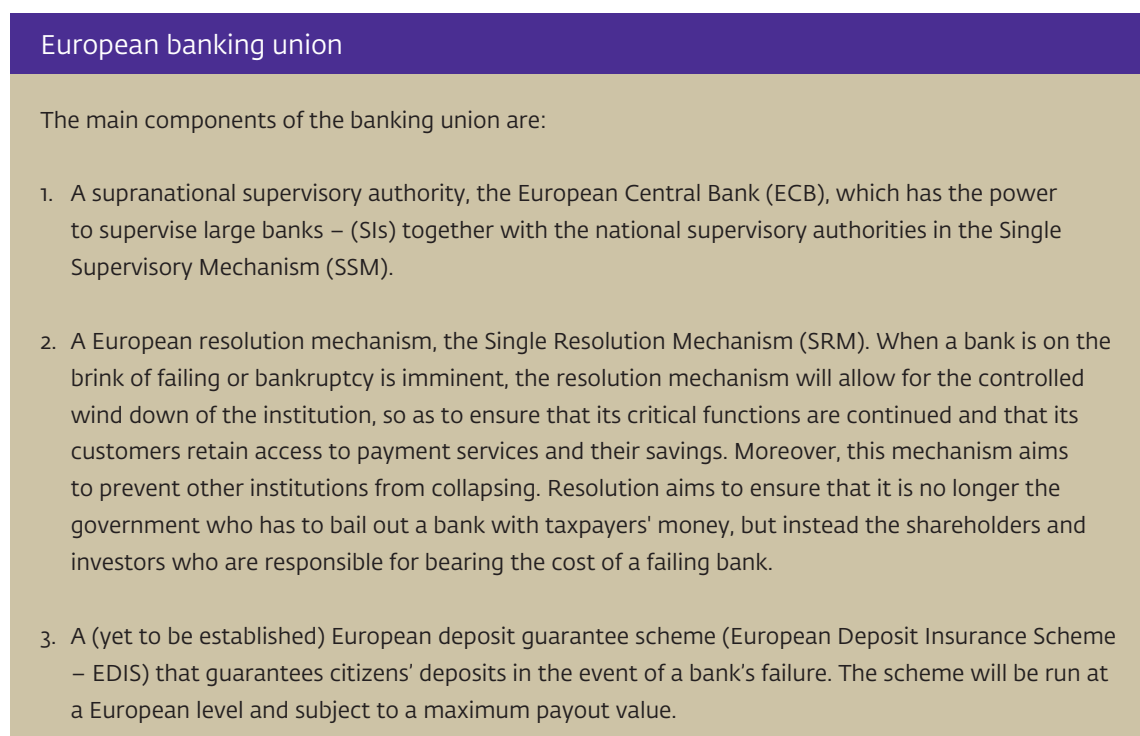 European banking union
The main components of the banking union are:
1. A supranational supervisory authority, the European Central Bank (ECB), which has the power
to supervise large banks – (SIs) together with the national supervisory authorities in the Single
Supervisory Mechanism (SSM).
2. A European resolution mechanism, the Single Resolution Mechanism (SRM). When a bank is on the
brink of failing or bankruptcy is imminent, the resolution mechanism will allow for the controlled
wind down of the institution, so as to ensure that its critical functions are continued and that its
customers retain access to payment services and their savings. Moreover, this mechanism aims
to prevent other institutions from collapsing. Resolution aims to ensure that it is no longer the
government who has to bail out a bank with taxpayers' money, but instead the shareholders and
investors who are responsible for bearing the cost of a failing bank.
3. A (yet to be established) European deposit guarantee scheme (European Deposit Insurance Scheme
– EDIS) that guarantees citizens’ deposits in the event of a bank’s failure. The scheme will be run at
a European level and subject to a maximum payout value.